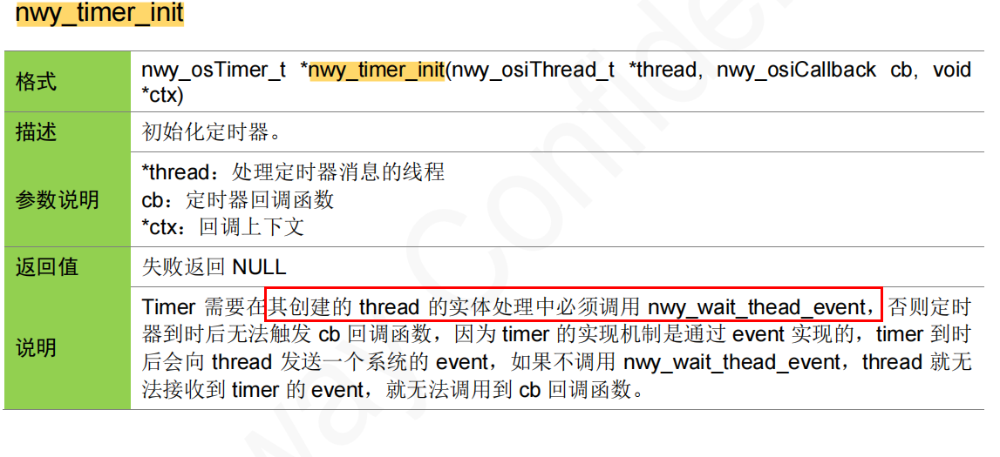 nwy_timer_init
格式
nwy_osTimer_t *nwy_timer_init(nwy_osiThread_t *thread, nwy_osiCallback cb, void
*ctx)
描述
初始化定时器。
参数说明
*thread：处理定时器消息的线程
cb：定时器回调函数
*ctx：回调上下文
返回值
失败返回 NULL
说明
Timer 需要在其创建的 thread 的实体处理中必须调用 nwy_wait_thead_event，否则定时
器到时后无法触发 cb 回调函数，因为 timer 的实现机制是通过 event 实现的，timer 到时
后会向 thread 发送一个系统的 event，如果不调用 nwy_wait_thead_event，thread 就无
法接收到 timer 的 event，就无法调用到 cb 回调函数。